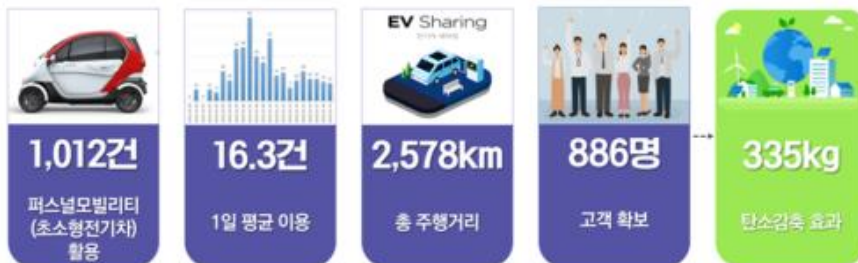 EV Sharing
1,012건
퍼스널모빌리티
(초소형전기차)
활용
16.3건
1일 평균 이용
2,578km
총 주행거리
886명
고객 확보
335kg
탄소감축 효과